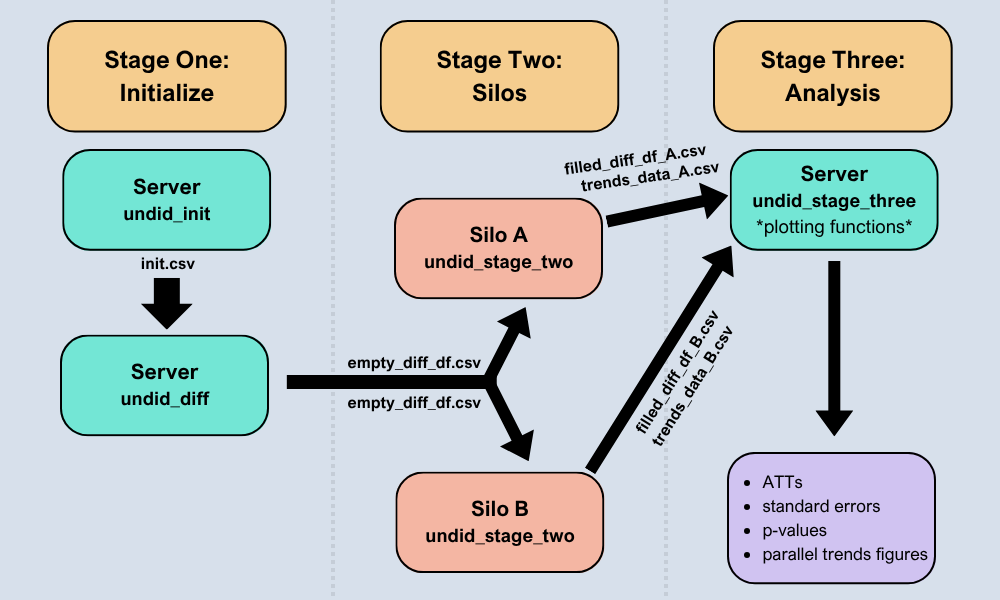 Stage One:
Initialize
Server
undid_init
init.csv
Server
undid_diff
empty_diff_df.csv
empty_diff_df.csv
Stage Two:
Silos
Silo A
undid_stage_two
Silo B
undid_stage_two
filled_diff_df_A.csv
trends_data_A.csv
filled_diff_df_B.csv
trends_data_B.csv
Stage Three:
Analysis
Server
undid_stage_three
*plotting functions*
• ATTs
• standard errors
• p-values
• parallel trends figures